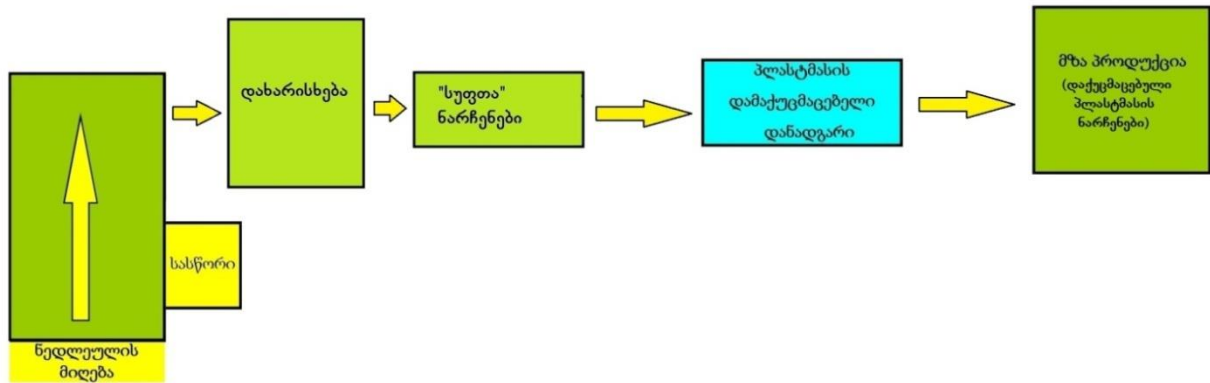 ნედლეულის
მიღება
სასწორი
დახარისხება
"სუფთა"
ნარჩენები
პლასტმასის
დამაქუცმაცებელი
დანადგარი
მზა პროდუქცია
(დაქუცმაცებული
პლასტმასის
ნარჩენები)